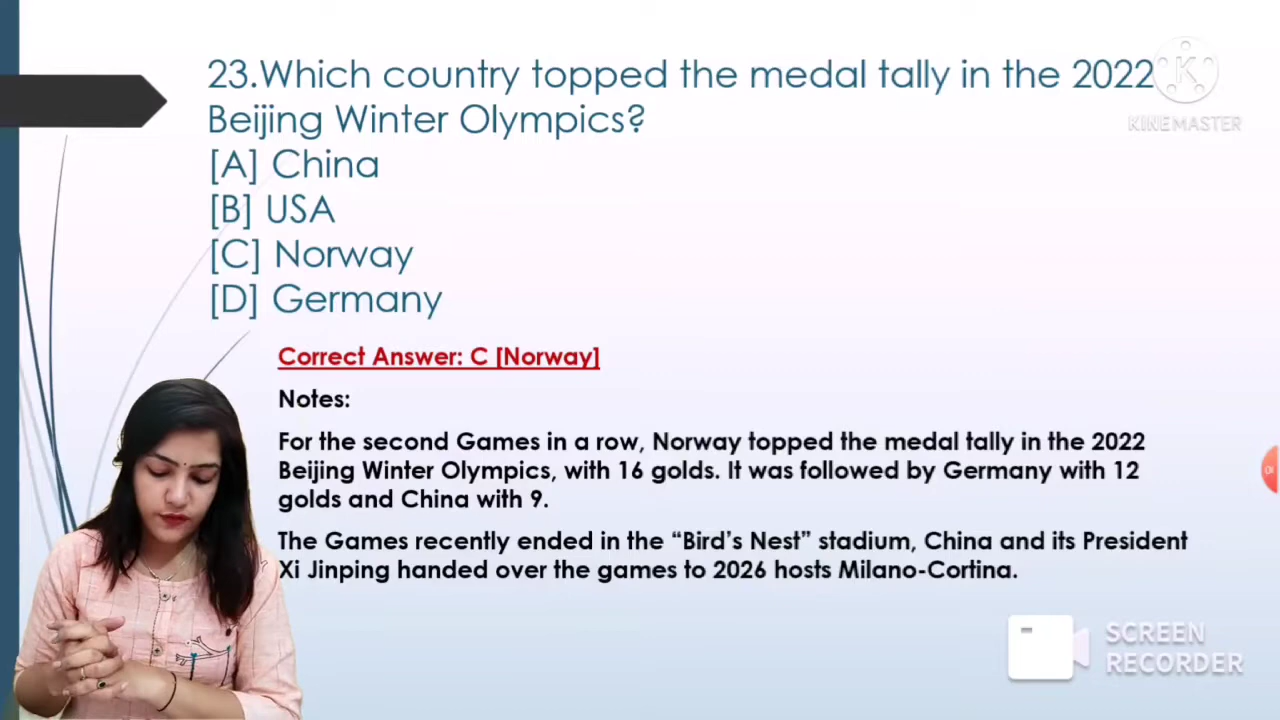 23.Which country topped the medal tally in the 2022
Beijing Winter Olympics?
[A] China
[B] USA
[C] Norway
[D] Germany
Correct Answer: C [Norway]
Notes:
For the second Games in a row, Norway topped the medal tally in the 2022
Beijing Winter Olympics, with 16 golds. It was followed by Germany with 12
golds and China with 9.
The Games recently ended in the “Bird’s Nest” stadium, China and its President
Xi Jinping handed over the games to 2026 hosts Milano-Cortina.
K
KINEMASTER
SCREEN
RECORDER